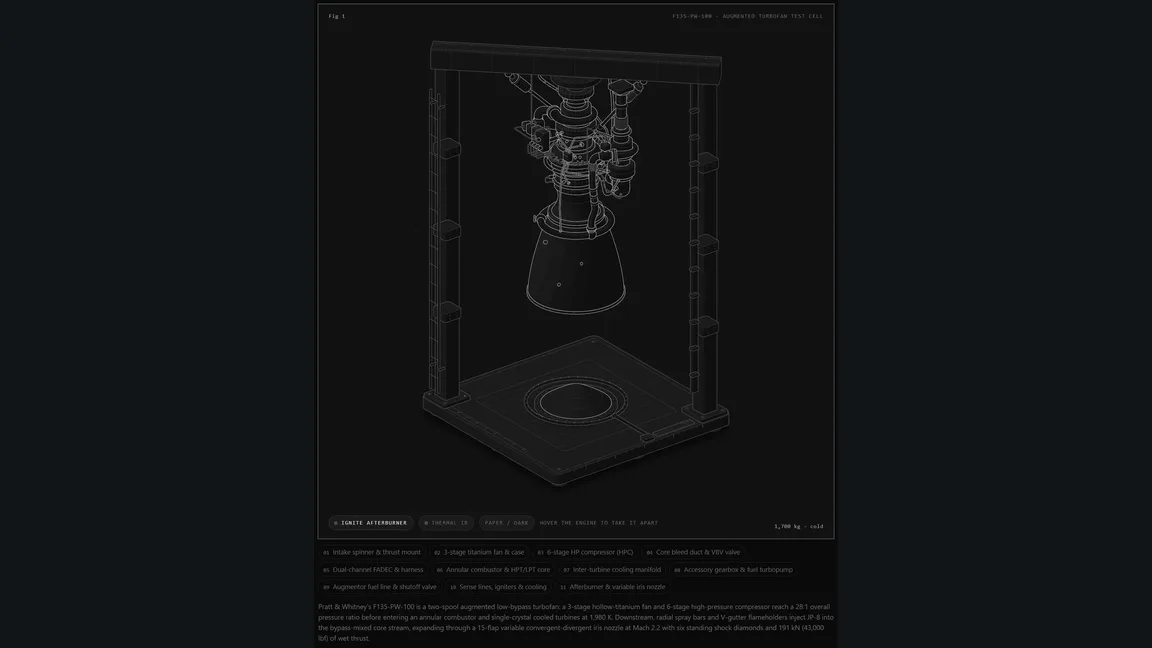 Fig 1
F135-PW-100 - AUGMENTED TURBOFAN TEST CELL
IGNITE AFTERBURNER
THERMAL IR
PAPER / DARK
HOVER THE ENGINE TO TAKE IT APART
1,700 kg - cold
01 Intake spinner & thrust mount
02 3-stage titanium fan & case
03 6-stage HP compressor (HPC)
04 Core bleed duct & VBV valve
05 Dual-channel FADEC & harness
06 Annular combustor & HPT/LPT core
07 Inter-turbine cooling manifold
08 Accessory gearbox & fuel turbopump
09 Augmentor fuel line & shutoff valve
10 Sense lines, igniters & cooling
11 Afterburner & variable iris nozzle
Pratt & Whitney's F135-PW-100 is a two-spool augmented low-bypass turbofan: a 3-stage hollow-titanium fan and 6-stage high-pressure compressor reach a 28:1 overall
pressure ratio before entering an annular combustor and single-crystal cooled turbines at 1,980 K. Downstream, radial spray bars and V-gutter flameholders inject JP-8 into
the bypass-mixed core stream, expanding through a 15-flap variable convergent-divergent iris nozzle at Mach 2.2 with six standing shock diamonds and 191 kN (43,000
lbf) of wet thrust.